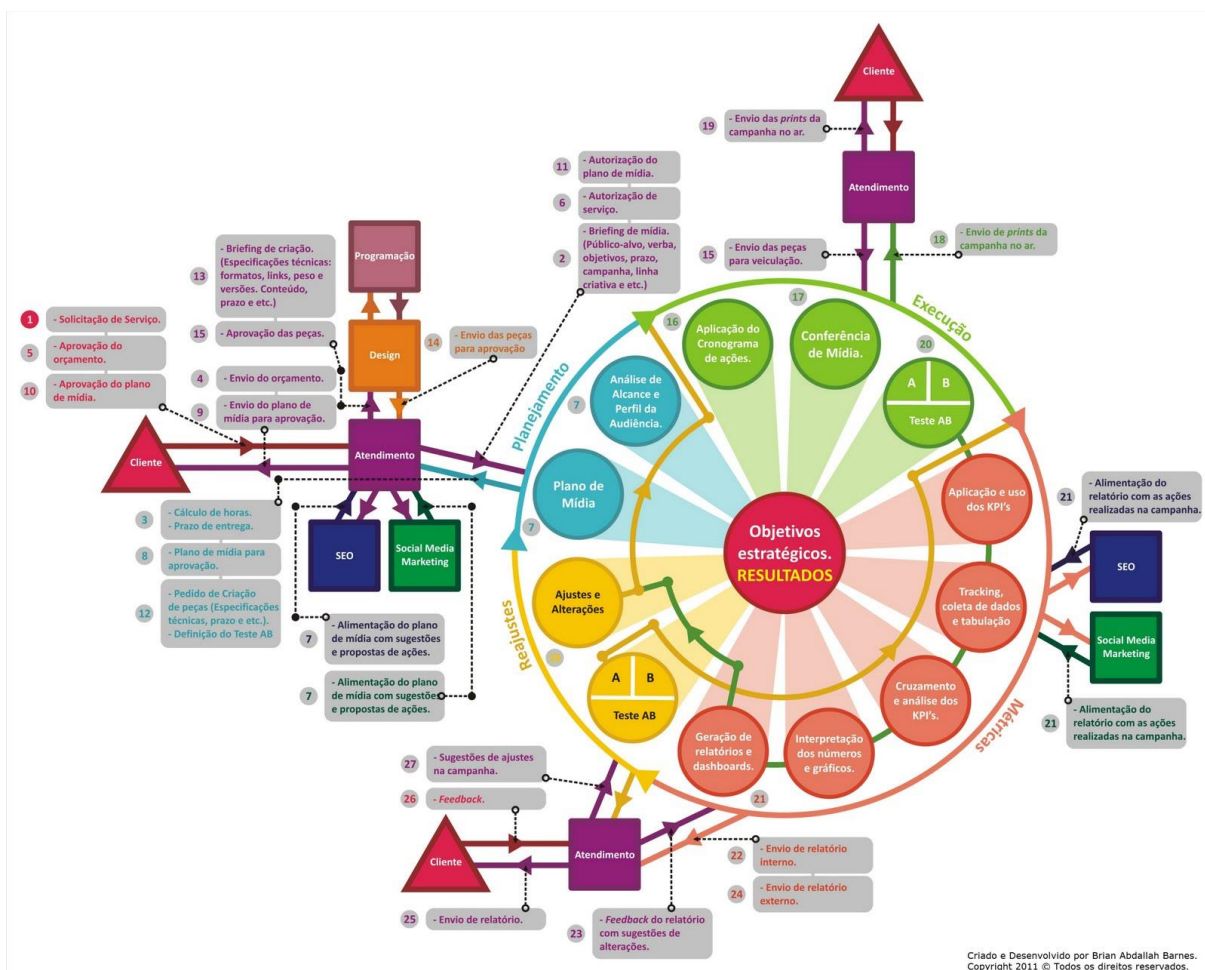 Cliente
19
- Envio das prints da
campanha no ar.
Atendimento
18
- Envio de prints da
campanha no ar.
15
- Envio das peças
para veiculação.
11
- Autorização do
plano de mídia.
6
- Autorização de
serviço.
2
- Briefing de mídia.
(Público-alvo, verba,
objetivos, prazo,
campanha, linha
criativa e etc.)
Programação
13
- Briefing de criação.
(Especificações técnicas:
formatos, links, peso e
versões. Conteúdo,
prazo e etc.)
15
- Aprovação das peças.
Design
14
- Envio das peças
para aprovação
1
- Solicitação de Serviço.
5
- Aprovação do
orçamento.
10
- Aprovação do plano
de mídia.
4
- Envio do orçamento.
9
- Envio do plano de
mídia para aprovação.
Cliente
Atendimento
3
- Cálculo de horas.
- Prazo de entrega.
8
- Plano de mídia para
aprovação.
12
- Pedido de Criação
de peças (Especificações
técnicas, prazo e etc.).
- Definição do Teste AB
SEO
Social Media
Marketing
7
- Alimentação do plano
de mídia com sugestões
e propostas de ações.
7
- Alimentação do plano
de mídia com sugestões
e propostas de ações.
Planejamento
Execução
Métricas
Reajustes
16
Aplicação do
Cronograma
de ações.
17
Conferência
de Mídia.
20
A
B
Teste AB
7
Análise de
Alcance e
Perfil da
Audiência.
Plano de
Mídia
7
Objetivos
estratégicos.
RESULTADOS
Aplicação e uso
dos KPI's
Tracking,
coleta de dados
e tabulação
Cruzamento
e análise dos
KPI's.
Interpretação
dos números
e gráficos.
Geração de
relatórios e
dashboards.
21
Ajustes e
Alterações
A
B
Teste AB
21
- Alimentação do
relatório com as ações
realizadas na campanha.
SEO
Social Media
Marketing
21
- Alimentação do
relatório com as ações
realizadas na campanha.
27
- Sugestões de ajustes
na campanha.
26
- Feedback.
Cliente
Atendimento
25
- Envio de relatório.
23
- Feedback do relatório
com sugestões de
alterações.
22
- Envio de relatório
interno.
24
- Envio de relatório
externo.
Criado e Desenvolvido por Brian Abdallah Barnes.
Copyright 2011 © Todos os direitos reservados.